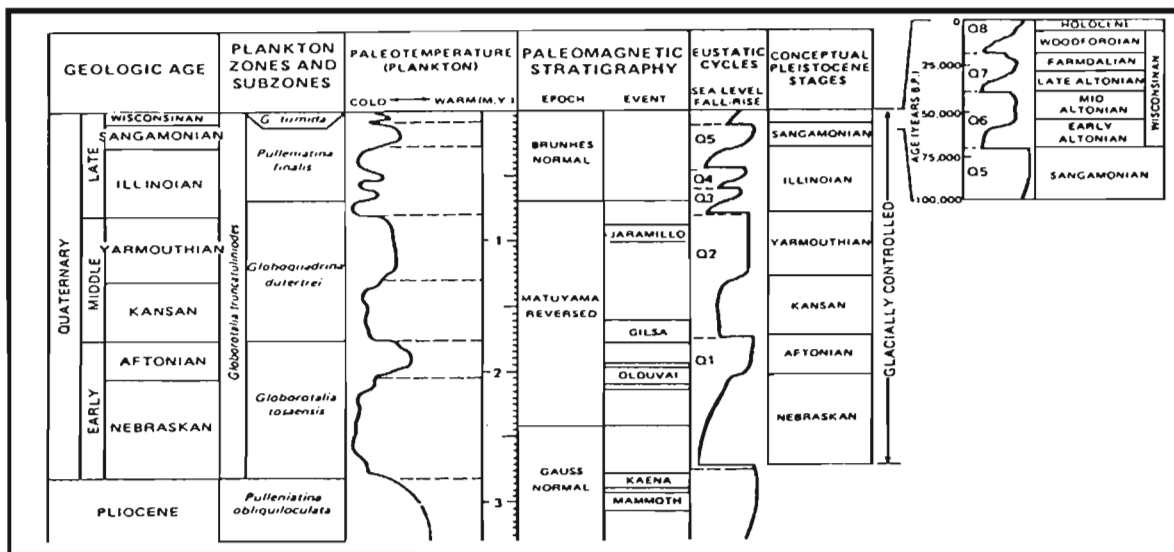 GEOLOGIC AGE
PLANKTON
ZONES AND
SUBZONES
PALEOTEMPERATURE
(PLANKTON)
COLD WARM (M.Y.)
PALEOMAGNETIC
STRATIGRAPHY
EPOCH
EVENT
EUSTATIC
CYCLES
SEA LEVEL
FALL-RISE
CONCEPTUAL
PLEISTOCENE
STAGES
QUATERNARY
LATE
MIDDLE
EARLY
WISCONSINAN
SANGAMONIAN
ILLINOIAN
YARMOUTHIAN
KANSAN
AFTONIAN
NEBRASKAN
PLIOCENE
Globorotalia truncatulinoides
G. tumida
Pulleniatina
finalis
Globoquadrina
dutertrei
Globorotalia
tosaensis
Pulleniatina
obliquiloculata
1
2
3
BRUNHES
NORMAL
MATUYAMA
REVERSED
GAUSS
NORMAL
JARAMILLO
GILSA
OLDUVAI
KAENA
MAMMOTH
Q5
Q4
Q3
Q2
Q1
SANGAMONIAN
ILLINOIAN
YARMOUTHIAN
KANSAN
AFTONIAN
NEBRASKAN
GLACIALLY CONTROLLED
AGE (YEARS B.P.)
0
25,000
50,000
75,000
100,000
Q8
Q7
Q6
Q5
HOLOCENE
WOODFORDIAN
FARMDALIAN
LATE ALTONIAN
MID
ALTONIAN
EARLY
ALTONIAN
SANGAMONIAN
WISCONSINAN